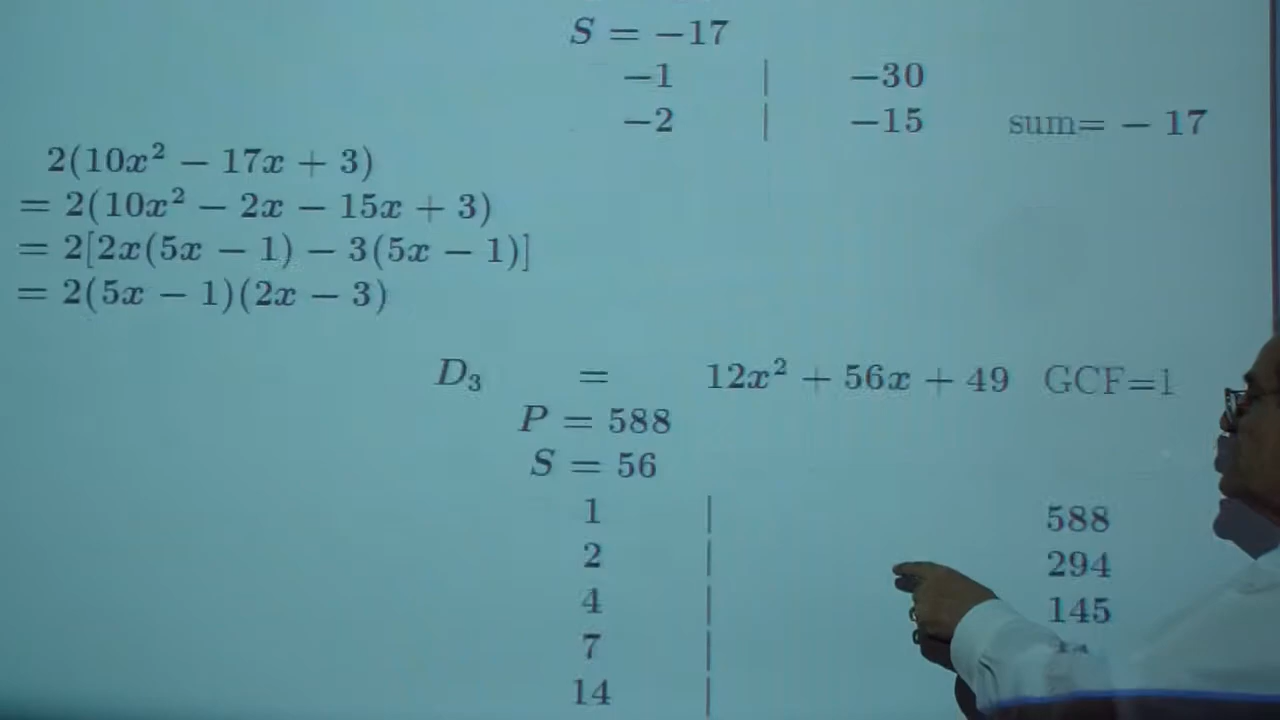 S = −17
−1 | −30
−2 | −15 sum= − 17
2(10x² − 17x + 3)
= 2(10x² − 2x − 15x + 3)
= 2[2x(5x − 1) − 3(5x − 1)]
= 2(5x − 1)(2x − 3)
D₃ = 12x² + 56x + 49 GCF=1
P = 588
S = 56
1 | 588
2 | 294
4 | 145
7 |
14 |